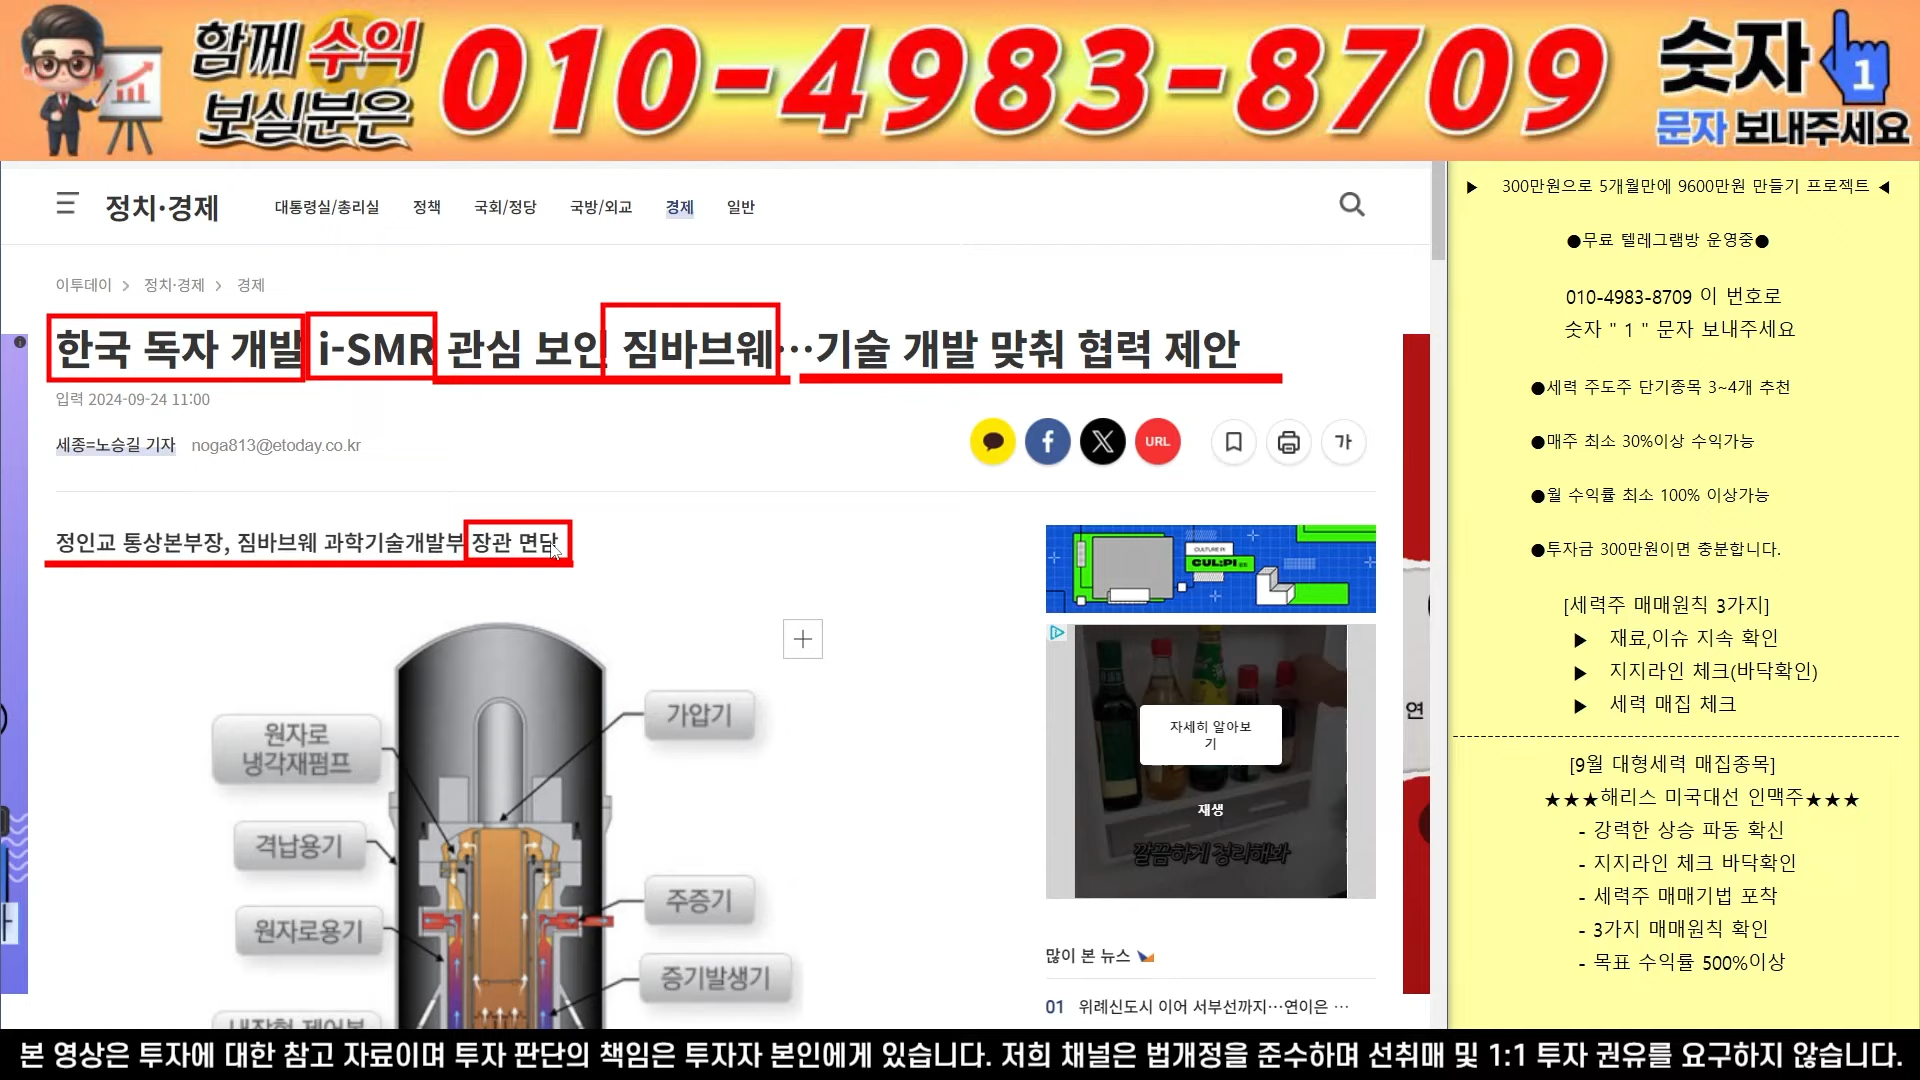 함께 수익
보실분은
010-4983-8709
숫자 1
문자 보내주세요
정치·경제
대통령실/총리실 정책 국회/정당 국방/외교 경제 일반
이투데이 > 정치·경제 > 경제
한국 독자 개발 i-SMR 관심 보인 짐바브웨…기술 개발 맞춰 협력 제안
입력 2024-09-24 11:00
세종=노승길 기자 noga813@etoday.co.kr
URL
가
정인교 통상본부장, 짐바브웨 과학기술개발부 장관 면담
가압기
원자로
냉각재펌프
격납용기
주증기
원자로용기
증기발생기
CULTURE PI
CUL:PI
자세히 알아보
기
재생
깔끔하게 정리해봐
연
많이 본 뉴스
01 위례신도시 이어 서부선까지…연이은 …
▶ 300만원으로 5개월만에 9600만원 만들기 프로젝트 ◀
●무료 텔레그램방 운영중●
010-4983-8709 이 번호로
숫자 " 1 " 문자 보내주세요
●세력 주도주 단기종목 3~4개 추천
●매주 최소 30%이상 수익가능
●월 수익률 최소 100% 이상가능
●투자금 300만원이면 충분합니다.
[세력주 매매원칙 3가지]
▶ 재료,이슈 지속 확인
▶ 지지라인 체크(바닥확인)
▶ 세력 매집 체크
[9월 대형세력 매집종목]
★★★해리스 미국대선 인맥주★★★
- 강력한 상승 파동 확신
- 지지라인 체크 바닥확인
- 세력주 매매기법 포착
- 3가지 매매원칙 확인
- 목표 수익률 500%이상
본 영상은 투자에 대한 참고 자료이며 투자 판단의 책임은 투자자 본인에게 있습니다. 저희 채널은 법개정을 준수하며 선취매 및 1:1 투자 권유를 요구하지 않습니다.